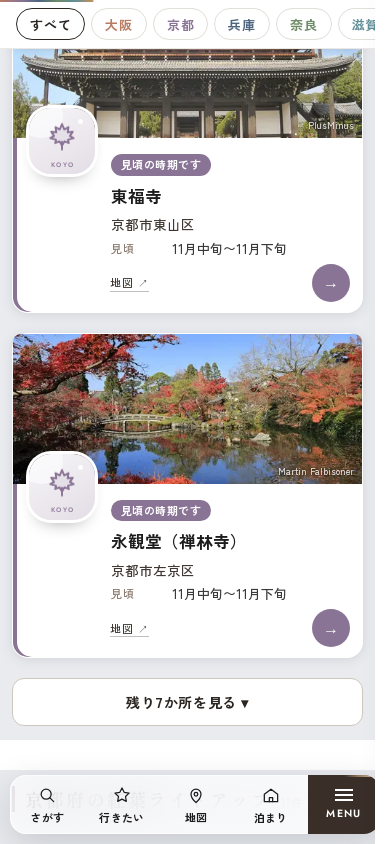 すべて 大阪 京都 兵庫 奈良 滋賀
PlusMinus
KOYO
見頃の時期です
東福寺
京都市東山区
見頃 11月中旬〜11月下旬
地図 ↗
→
Martin Falbisoner
KOYO
見頃の時期です
永観堂（禅林寺）
京都市左京区
見頃 11月中旬〜11月下旬
地図 ↗
→
残り7か所を見る ▾
さがす 行きたい 地図 泊まり MENU